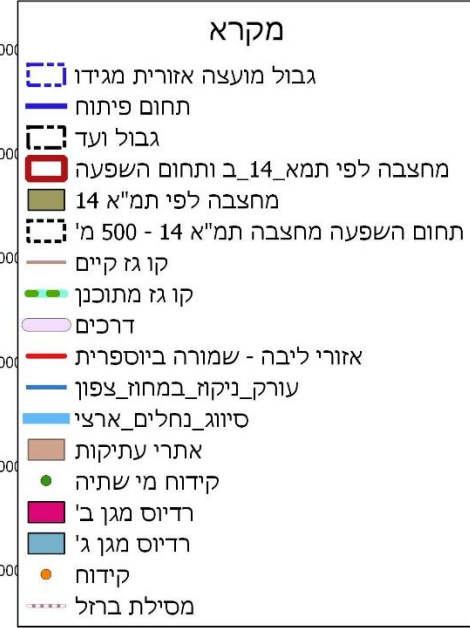 מקרא
גבול מועצה אזורית מגידו
תחום פיתוח
גבול ועד
מחצבה לפי תמא_14_ב ותחום השפעה
מחצבה לפי תמ"א 14
תחום השפעה מחצבה תמ"א 14 - 500 מ'
קו גז קיים
קו גז מתוכנן
דרכים
אזורי ליבה - שמורה ביוספרית
עורק_ניקוז_במחוז_צפון
סיווג_נחלים_ארצי
אתרי עתיקות
קידוח מי שתיה
רדיוס מגן ב'
רדיוס מגן ג'
קידוח
מסילת ברזל